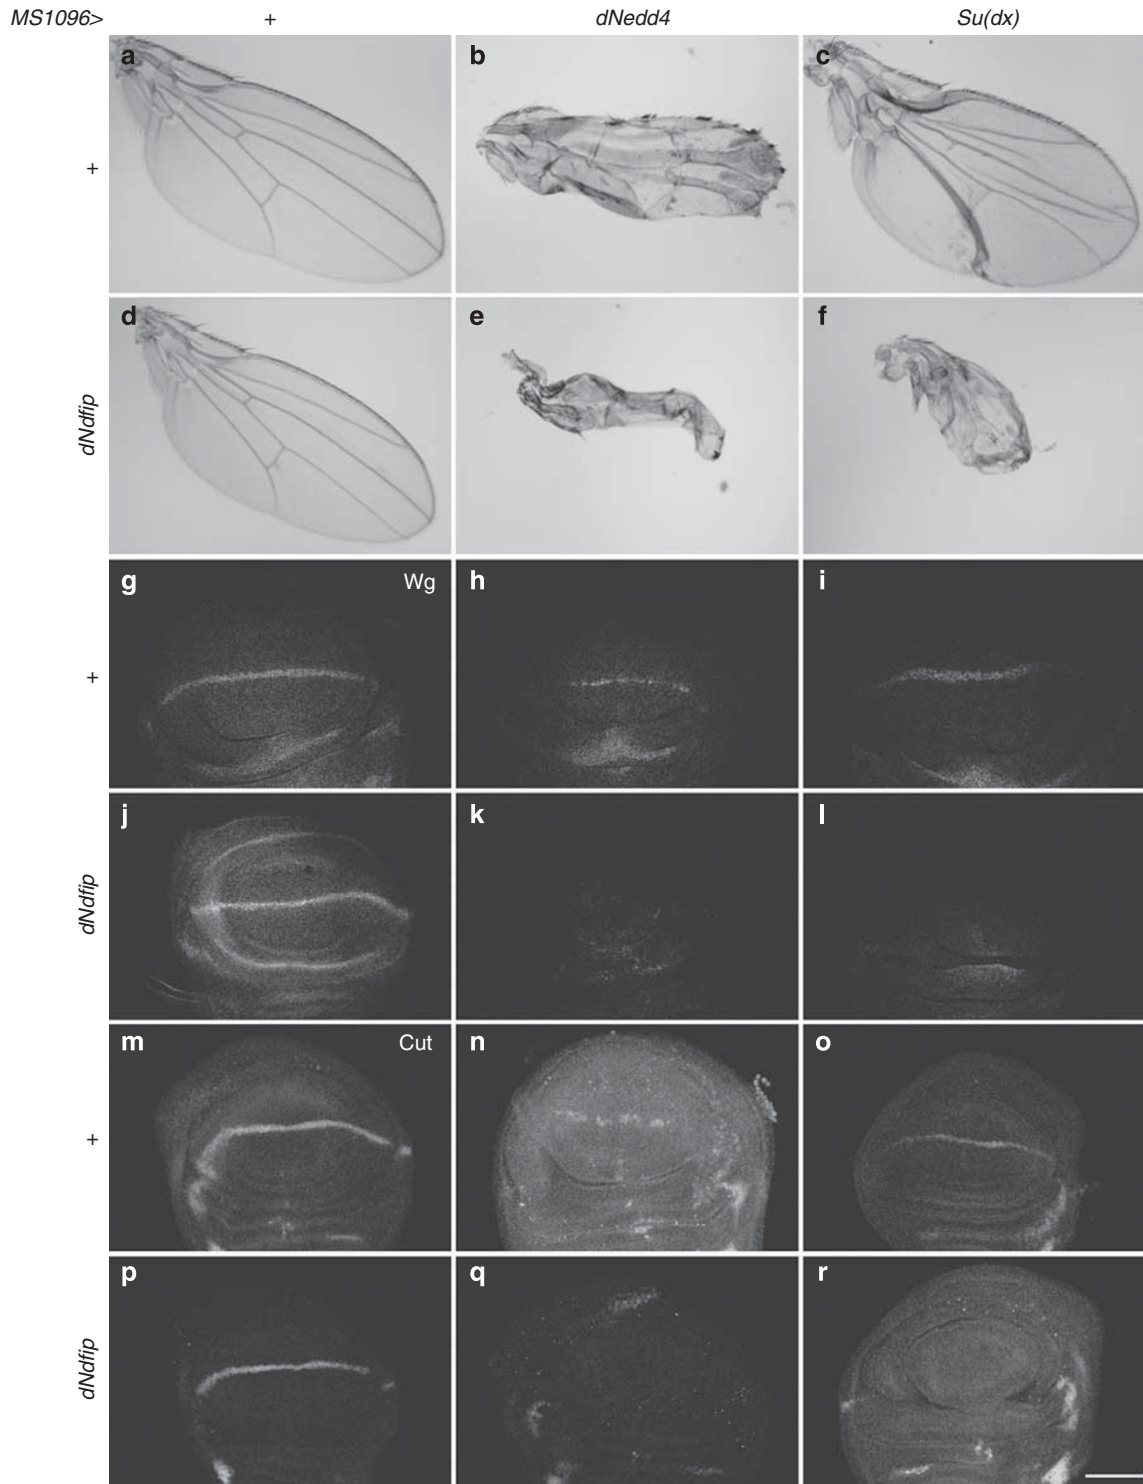 MS1096> + dNedd4 Su(dx)
a b c
+
d e f
dNdfip
g Wg h i
+
j k l
dNdfip
m Cut n o
+
p q r
dNdfip